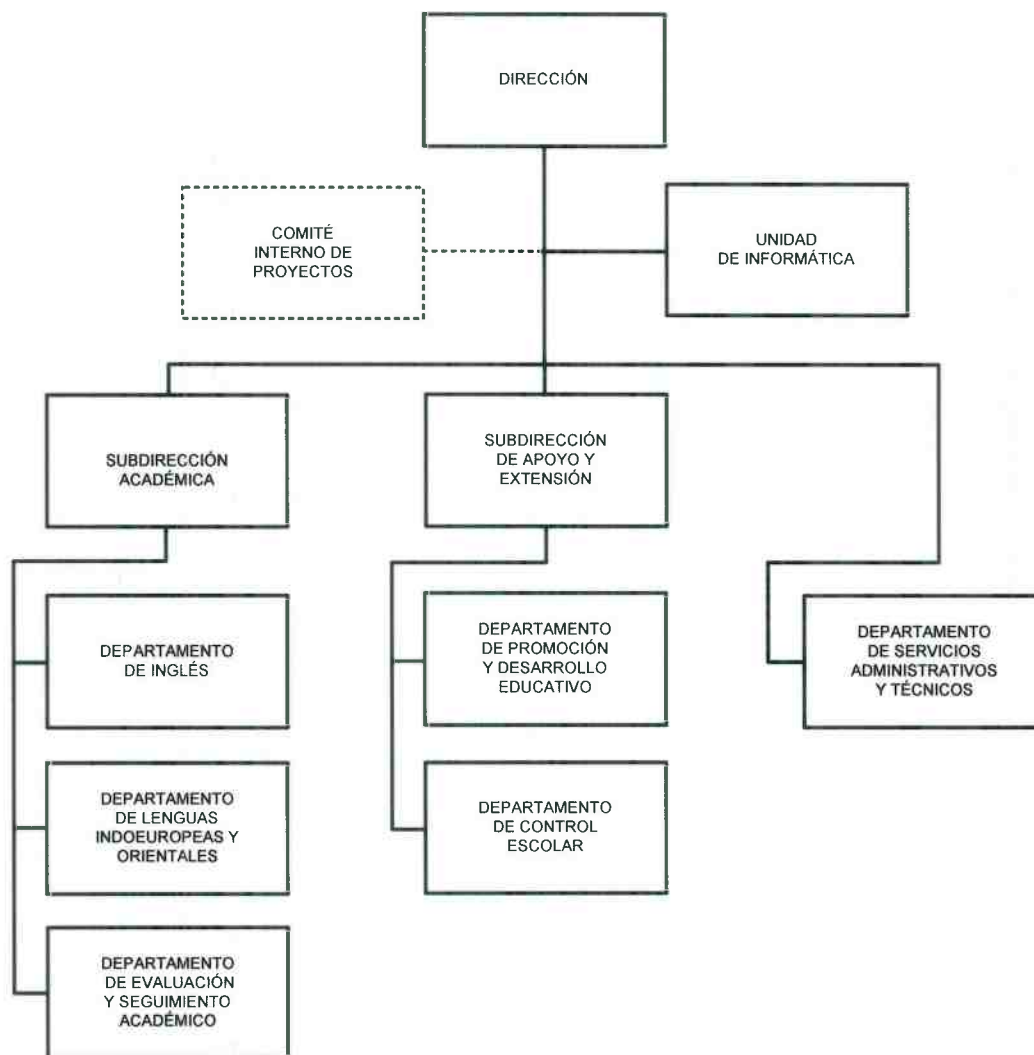 DIRECCIÓN
COMITÉ
INTERNO DE
PROYECTOS
UNIDAD
DE INFORMÁTICA
SUBDIRECCIÓN
ACADÉMICA
SUBDIRECCIÓN
DE APOYO Y
EXTENSIÓN
DEPARTAMENTO
DE INGLÉS
DEPARTAMENTO
DE PROMOCIÓN
Y DESARROLLO
EDUCATIVO
DEPARTAMENTO
DE SERVICIOS
ADMINISTRATIVOS
Y TÉCNICOS
DEPARTAMENTO
DE LENGUAS
INDOEUROPEAS Y
ORIENTALES
DEPARTAMENTO
DE CONTROL
ESCOLAR
DEPARTAMENTO
DE EVALUACIÓN
Y SEGUIMIENTO
ACADÉMICO